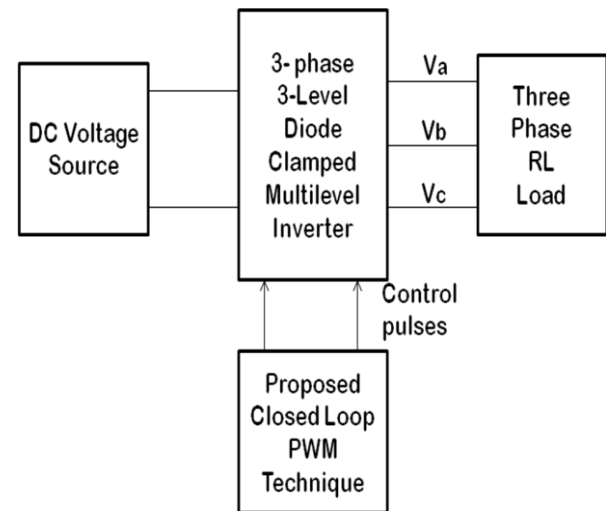 DC Voltage
Source
3- phase
3-Level
Diode
Clamped
Multilevel
Inverter
Va
Vb
Vc
Three
Phase
RL
Load
Control
pulses
Proposed
Closed Loop
PWM
Technique